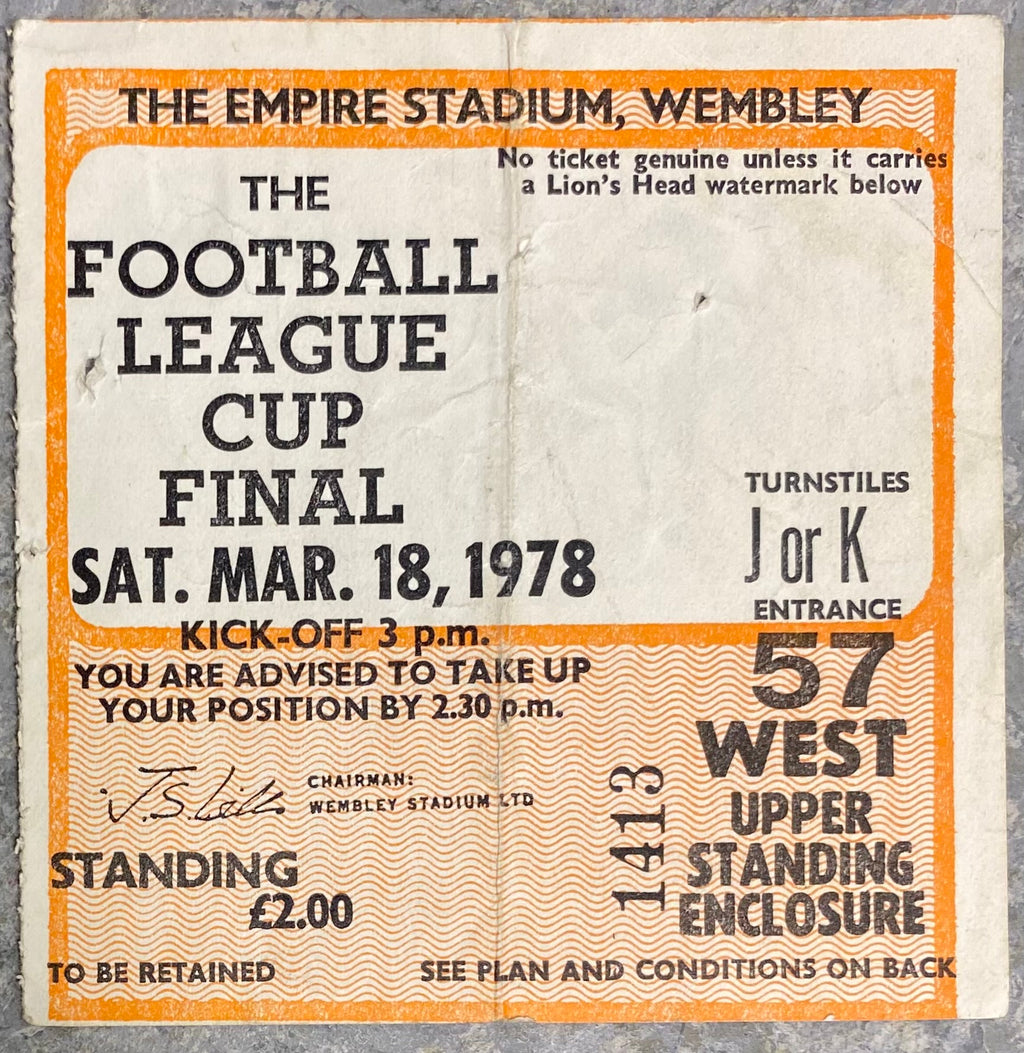 THE EMPIRE STADIUM, WEMBLEY
No ticket genuine unless it carries
a Lion's Head watermark below
THE
FOOTBALL
LEAGUE
CUP
FINAL
SAT. MAR. 18, 1978
KICK-OFF 3 p.m.
YOU ARE ADVISED TO TAKE UP
YOUR POSITION BY 2.30 p.m.
CHAIRMAN:
WEMBLEY STADIUM LTD
STANDING
£2.00
TO BE RETAINED
TURNSTILES
J or K
ENTRANCE
57
WEST
UPPER
STANDING
ENCLOSURE
1413
SEE PLAN AND CONDITIONS ON BACK